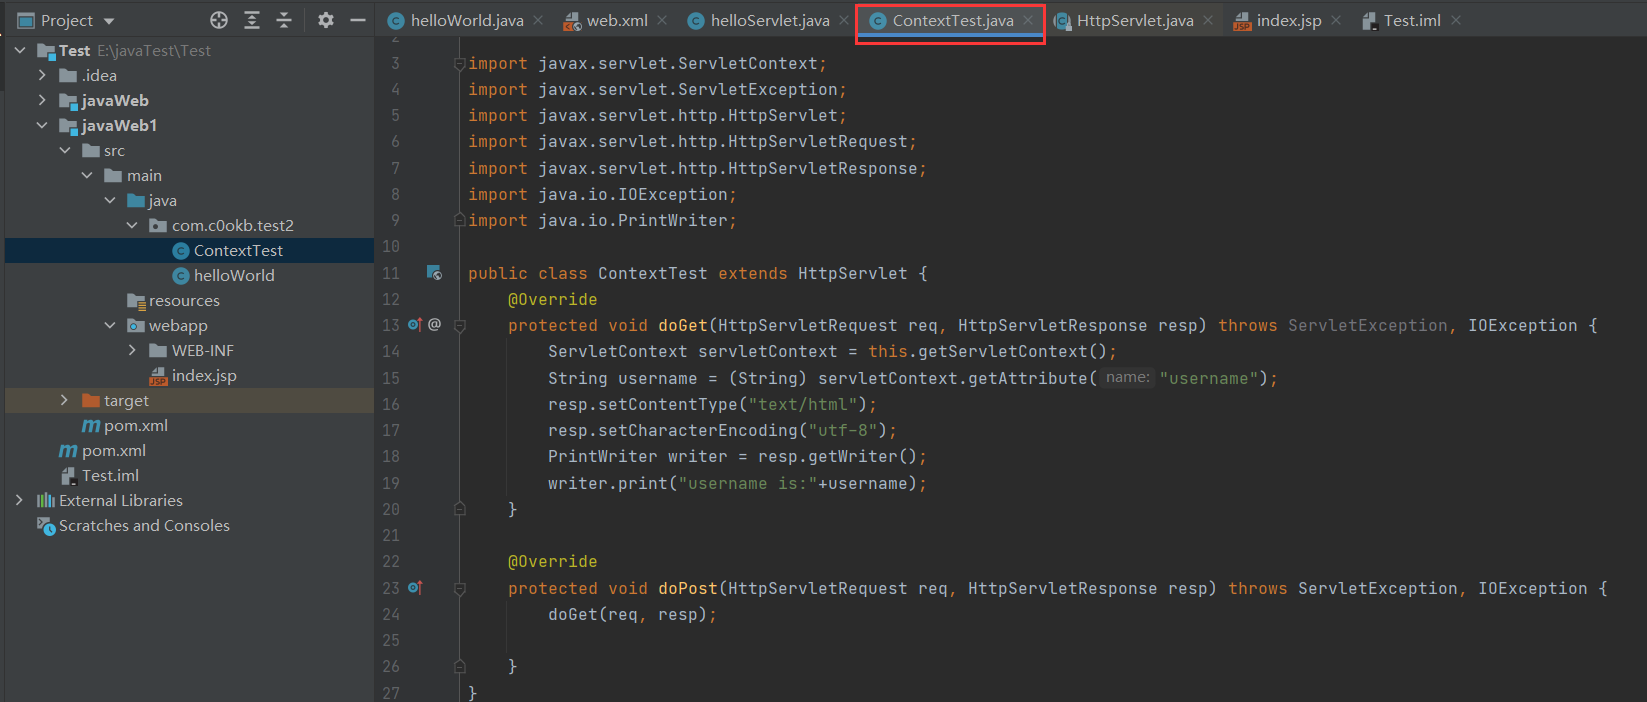 Project
Test E:\javaTest\Test
.idea
javaWeb
javaWeb1
src
main
java
com.c0okb.test2
ContextTest
helloWorld
resources
webapp
WEB-INF
index.jsp
target
pom.xml
pom.xml
Test.iml
External Libraries
Scratches and Consoles
helloWorld.java web.xml helloServlet.java ContextTest.java HttpServlet.java index.jsp Test.iml
2
3 import javax.servlet.ServletContext;
4 import javax.servlet.ServletException;
5 import javax.servlet.http.HttpServlet;
6 import javax.servlet.http.HttpServletRequest;
7 import javax.servlet.http.HttpServletResponse;
8 import java.io.IOException;
9 import java.io.PrintWriter;
10
11 public class ContextTest extends HttpServlet {
12 @Override
13 @ protected void doGet(HttpServletRequest req, HttpServletResponse resp) throws ServletException, IOException {
14 ServletContext servletContext = this.getServletContext();
15 String username = (String) servletContext.getAttribute( name: "username");
16 resp.setContentType("text/html");
17 resp.setCharacterEncoding("utf-8");
18 PrintWriter writer = resp.getWriter();
19 writer.print("username is:"+username);
20 }
21
22 @Override
23 protected void doPost(HttpServletRequest req, HttpServletResponse resp) throws ServletException, IOException {
24 doGet(req, resp);
25
26 }
27 }